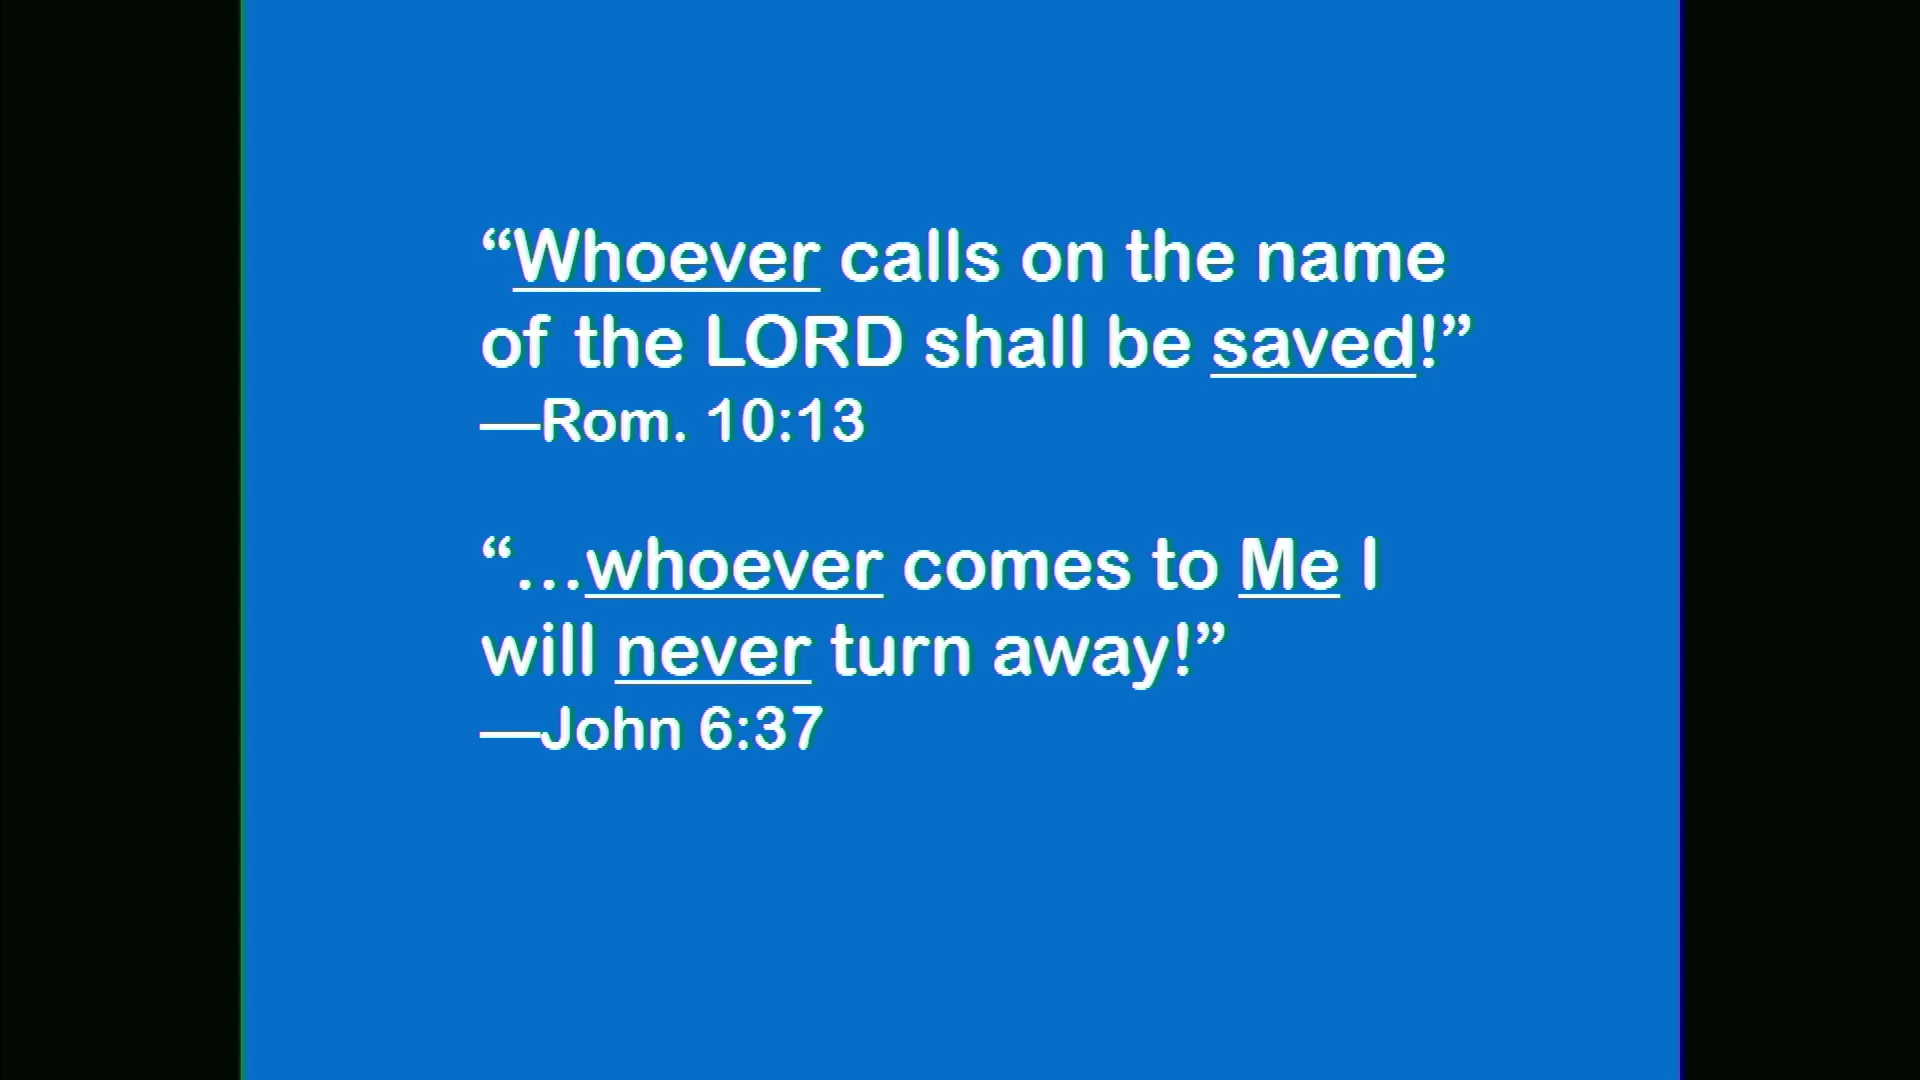 “Whoever calls on the name
of the LORD shall be saved!”
—Rom. 10:13
“…whoever comes to Me I
will never turn away!”
—John 6:37